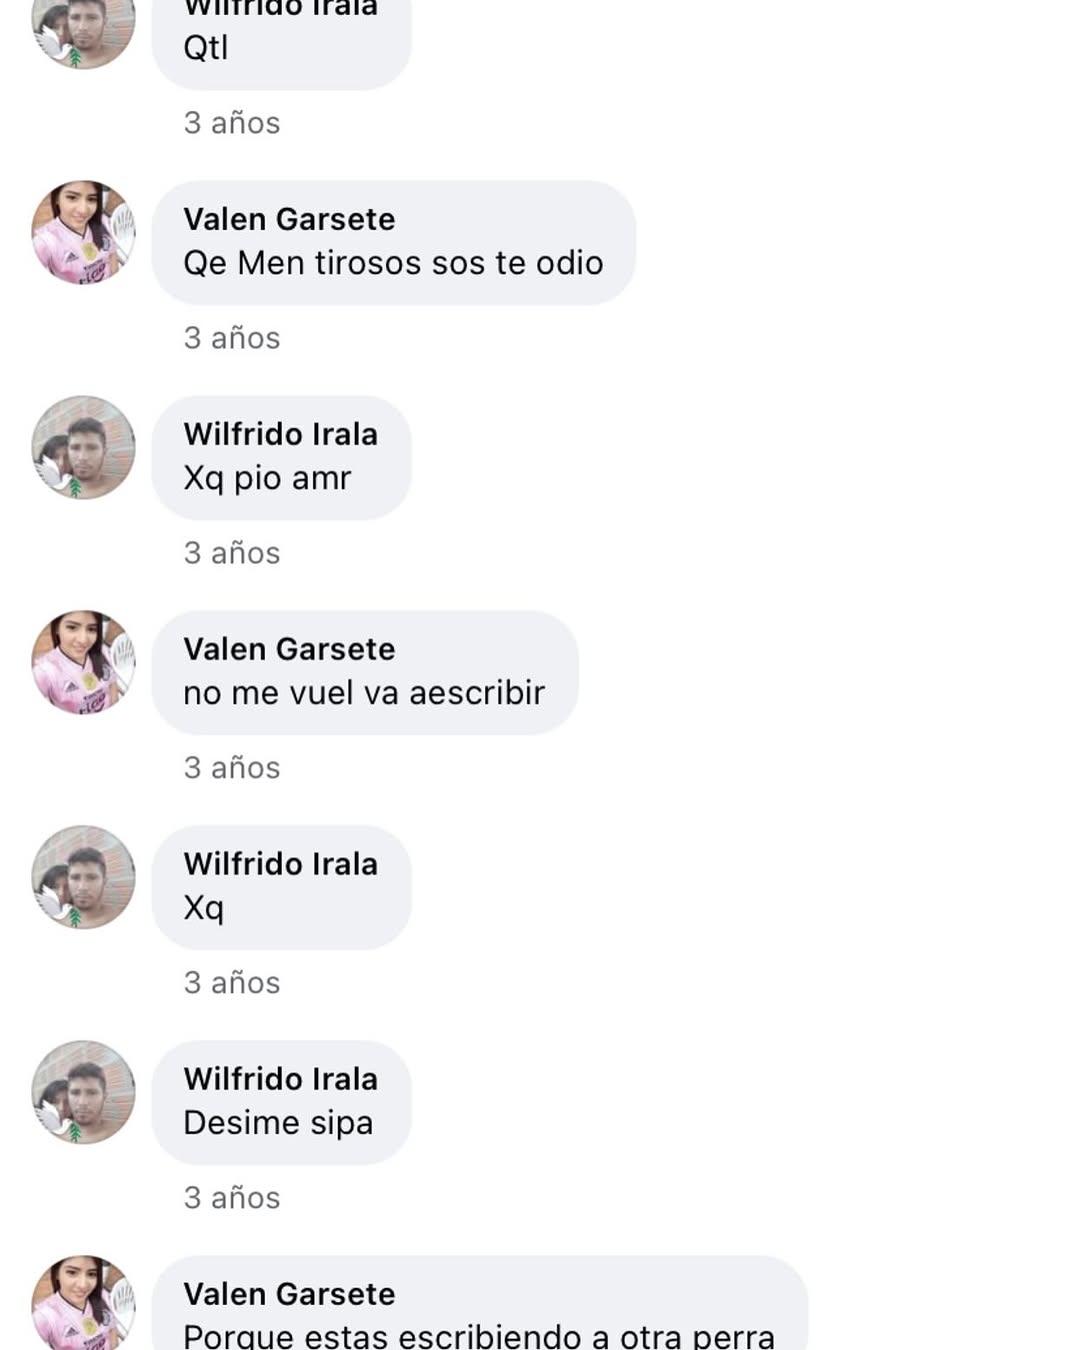 Wilfrido Irala
Qtl
3 años
Valen Garsete
Qe Men tirosos sos te odio
3 años
Wilfrido Irala
Xq pio amr
3 años
Valen Garsete
no me vuel va aescribir
3 años
Wilfrido Irala
Xq
3 años
Wilfrido Irala
Desime sipa
3 años
Valen Garsete
Porque estas escribiendo a otra perra